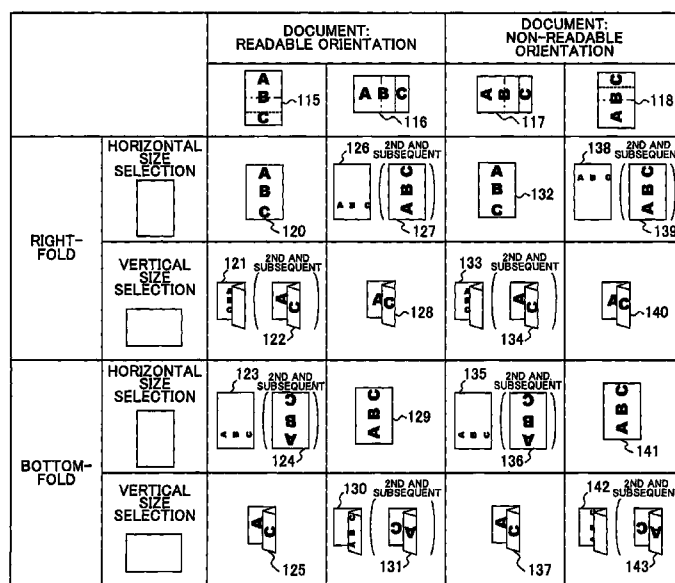 DOCUMENT:
READABLE ORIENTATION
DOCUMENT:
NON-READABLE
ORIENTATION
A
B
C
115
A B C
116
A B C
117
C
B
A
118
RIGHT-
FOLD
HORIZONTAL
SIZE
SELECTION
A
B
C
120
126
A B C
2ND AND
SUBSEQUENT
C
B
A
127
A
B
C
132
138
A B C
2ND AND
SUBSEQUENT
C
B
A
139
VERTICAL
SIZE
SELECTION
121
A
B
C
2ND AND
SUBSEQUENT
A C
122
A C
128
133
A
B
C
2ND AND
SUBSEQUENT
A C
134
A C
140
BOTTOM-
FOLD
HORIZONTAL
SIZE
SELECTION
123
A B C
2ND AND
SUBSEQUENT
C
B
A
124
C
B
A
129
135
A B C
2ND AND
SUBSEQUENT
C
B
A
136
C
B
A
141
VERTICAL
SIZE
SELECTION
A C
125
130
C
B
A
2ND AND
SUBSEQUENT
C A
131
A C
137
142
C
B
A
2ND AND
SUBSEQUENT
C A
143